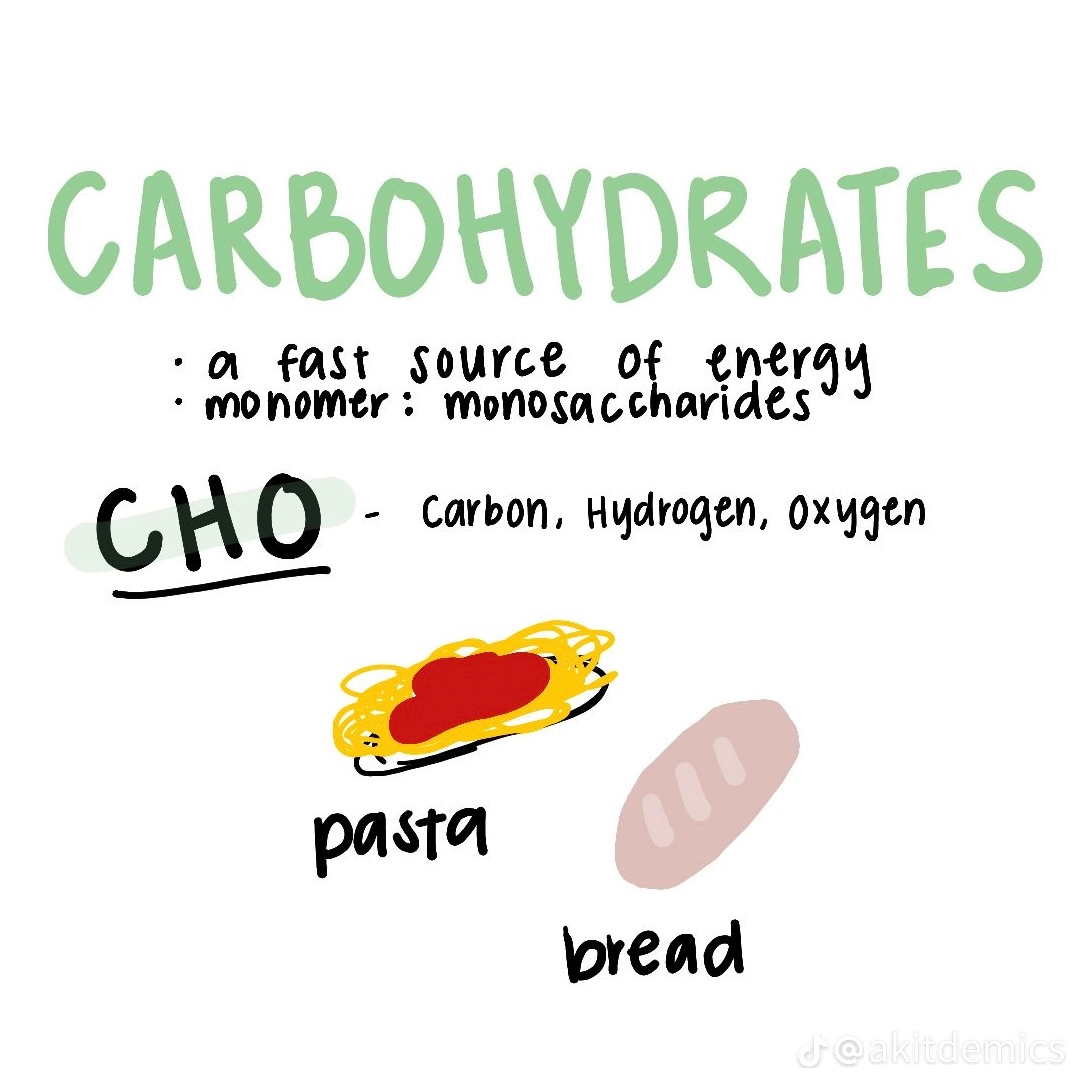 CARBOHYDRATES
· a fast source of energy
· monomer: monosaccharides
CHO - Carbon, Hydrogen, Oxygen
pasta
bread
@akitdemics